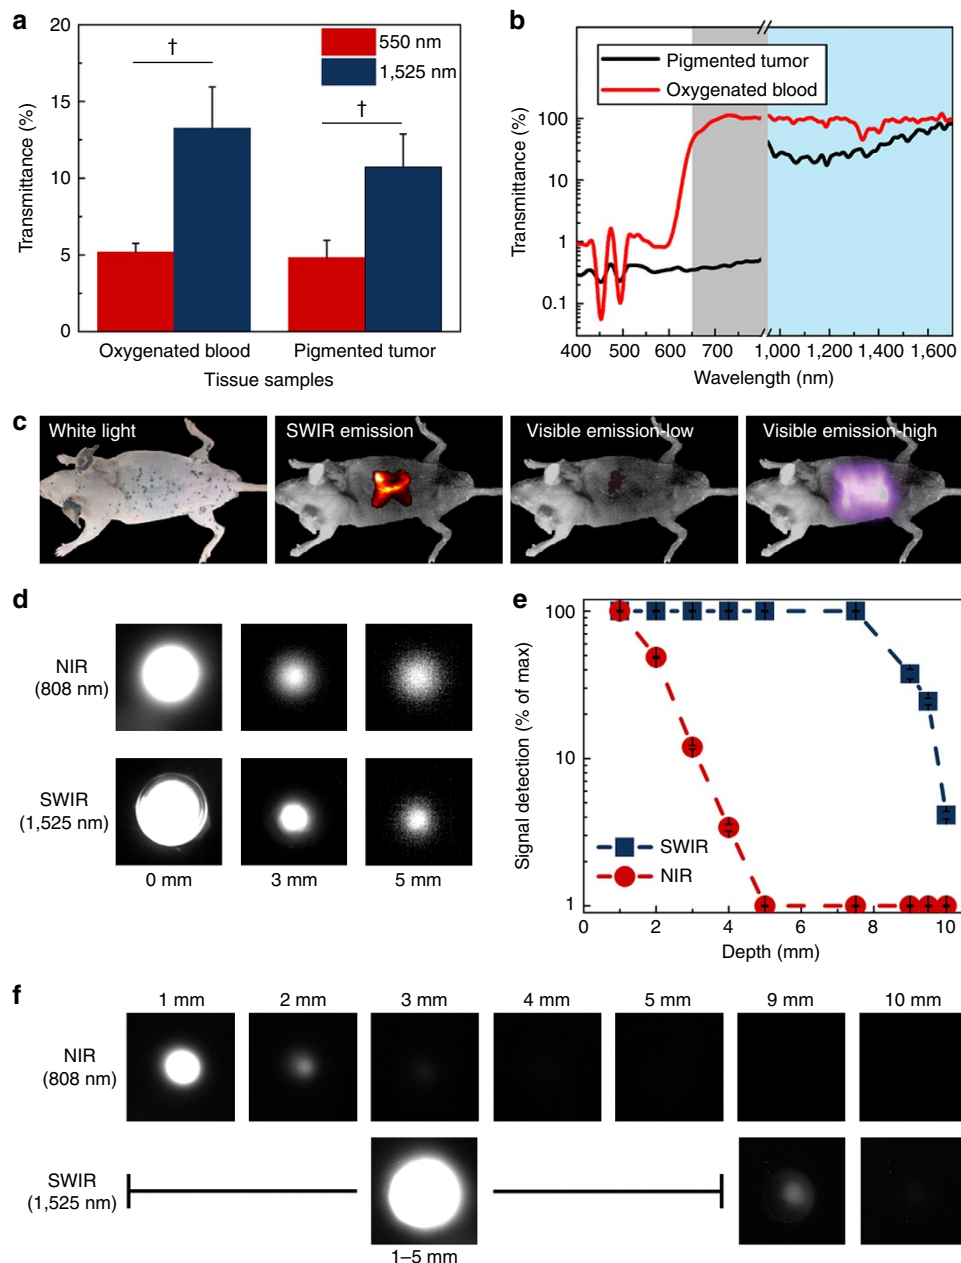 a
20
15
10
5
0
Transmittance (%)
†
†
550 nm
1,525 nm
Oxygenated blood
Pigmented tumor
Tissue samples
b
100
10
1
0.1
Transmittance (%)
Pigmented tumor
Oxygenated blood
400 500 600 700 1,000 1,200 1,400 1,600
Wavelength (nm)
c
White light
SWIR emission
Visible emission-low
Visible emission-high
d
NIR
(808 nm)
SWIR
(1,525 nm)
0 mm
3 mm
5 mm
e
100
10
1
Signal detection (% of max)
SWIR
NIR
0 2 4 6 8 10
Depth (mm)
f
1 mm 2 mm 3 mm 4 mm 5 mm 9 mm 10 mm
NIR
(808 nm)
SWIR
(1,525 nm)
1–5 mm